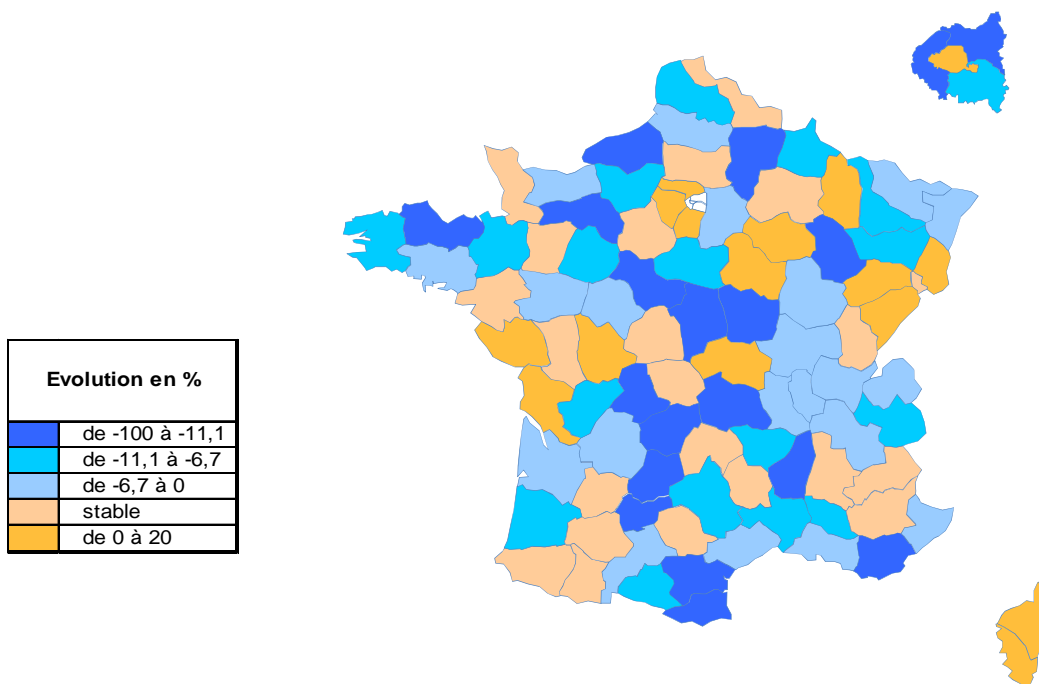 Evolution en %
de -100 à -11,1
de -11,1 à -6,7
de -6,7 à 0
stable
de 0 à 20